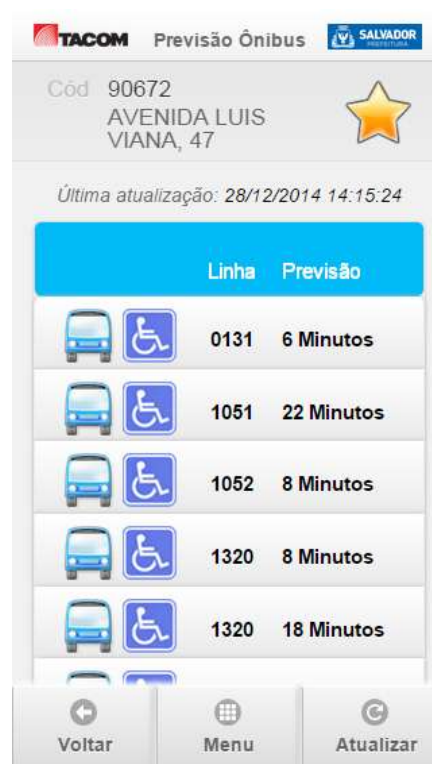 TACOM Previsão Ônibus SALVADOR
PREFEITURA
Cód 90672
AVENIDA LUIS
VIANA, 47
Última atualização: 28/12/2014 14:15:24
Linha Previsão
0131 6 Minutos
1051 22 Minutos
1052 8 Minutos
1320 8 Minutos
1320 18 Minutos
Voltar Menu Atualizar